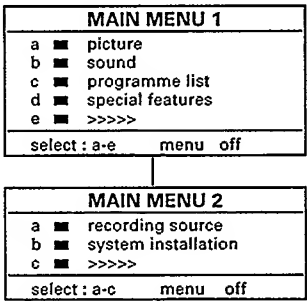 MAIN MENU 1
a ■ picture
b ■ sound
c ■ programme list
d ■ special features
e ■ >>>>>
select : a-e menu off
MAIN MENU 2
a ■ recording source
b ■ system installation
c ■ >>>>>
select : a-c menu off